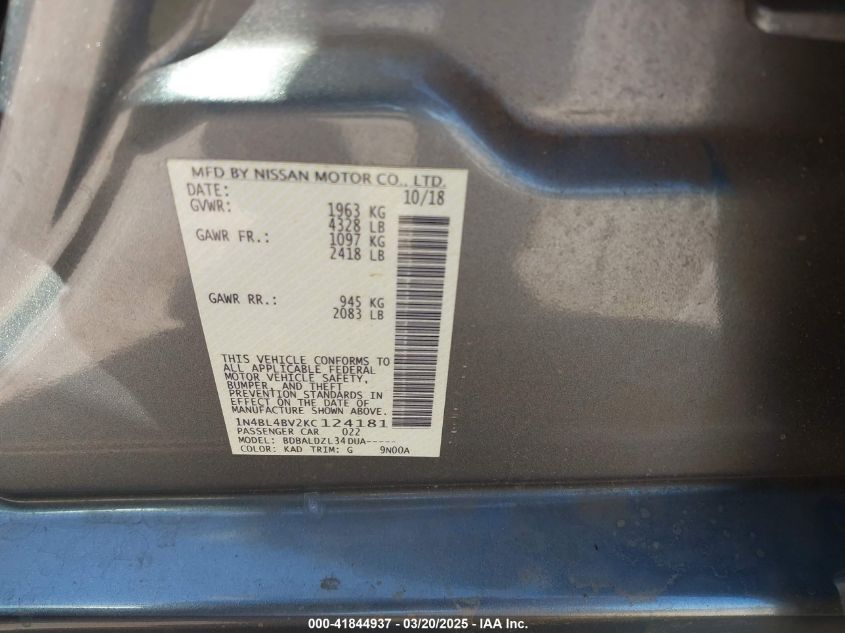 MFD BY NISSAN MOTOR CO., LTD.
DATE: 10/18
GVWR: 1963 KG
4328 LB
GAWR FR.: 1097 KG
2418 LB
GAWR RR.: 945 KG
2083 LB
THIS VEHICLE CONFORMS TO
ALL APPLICABLE FEDERAL
MOTOR VEHICLE SAFETY,
BUMPER, AND THEFT
PREVENTION STANDARDS IN
EFFECT ON THE DATE OF
MANUFACTURE SHOWN ABOVE.
1N4BL4BV2KC124181
PASSENGER CAR 022
MODEL: BDBALDZL34DUA-----
COLOR: KAD TRIM: G 9N00A
000-41844937 - 03/20/2025 - IAA Inc.